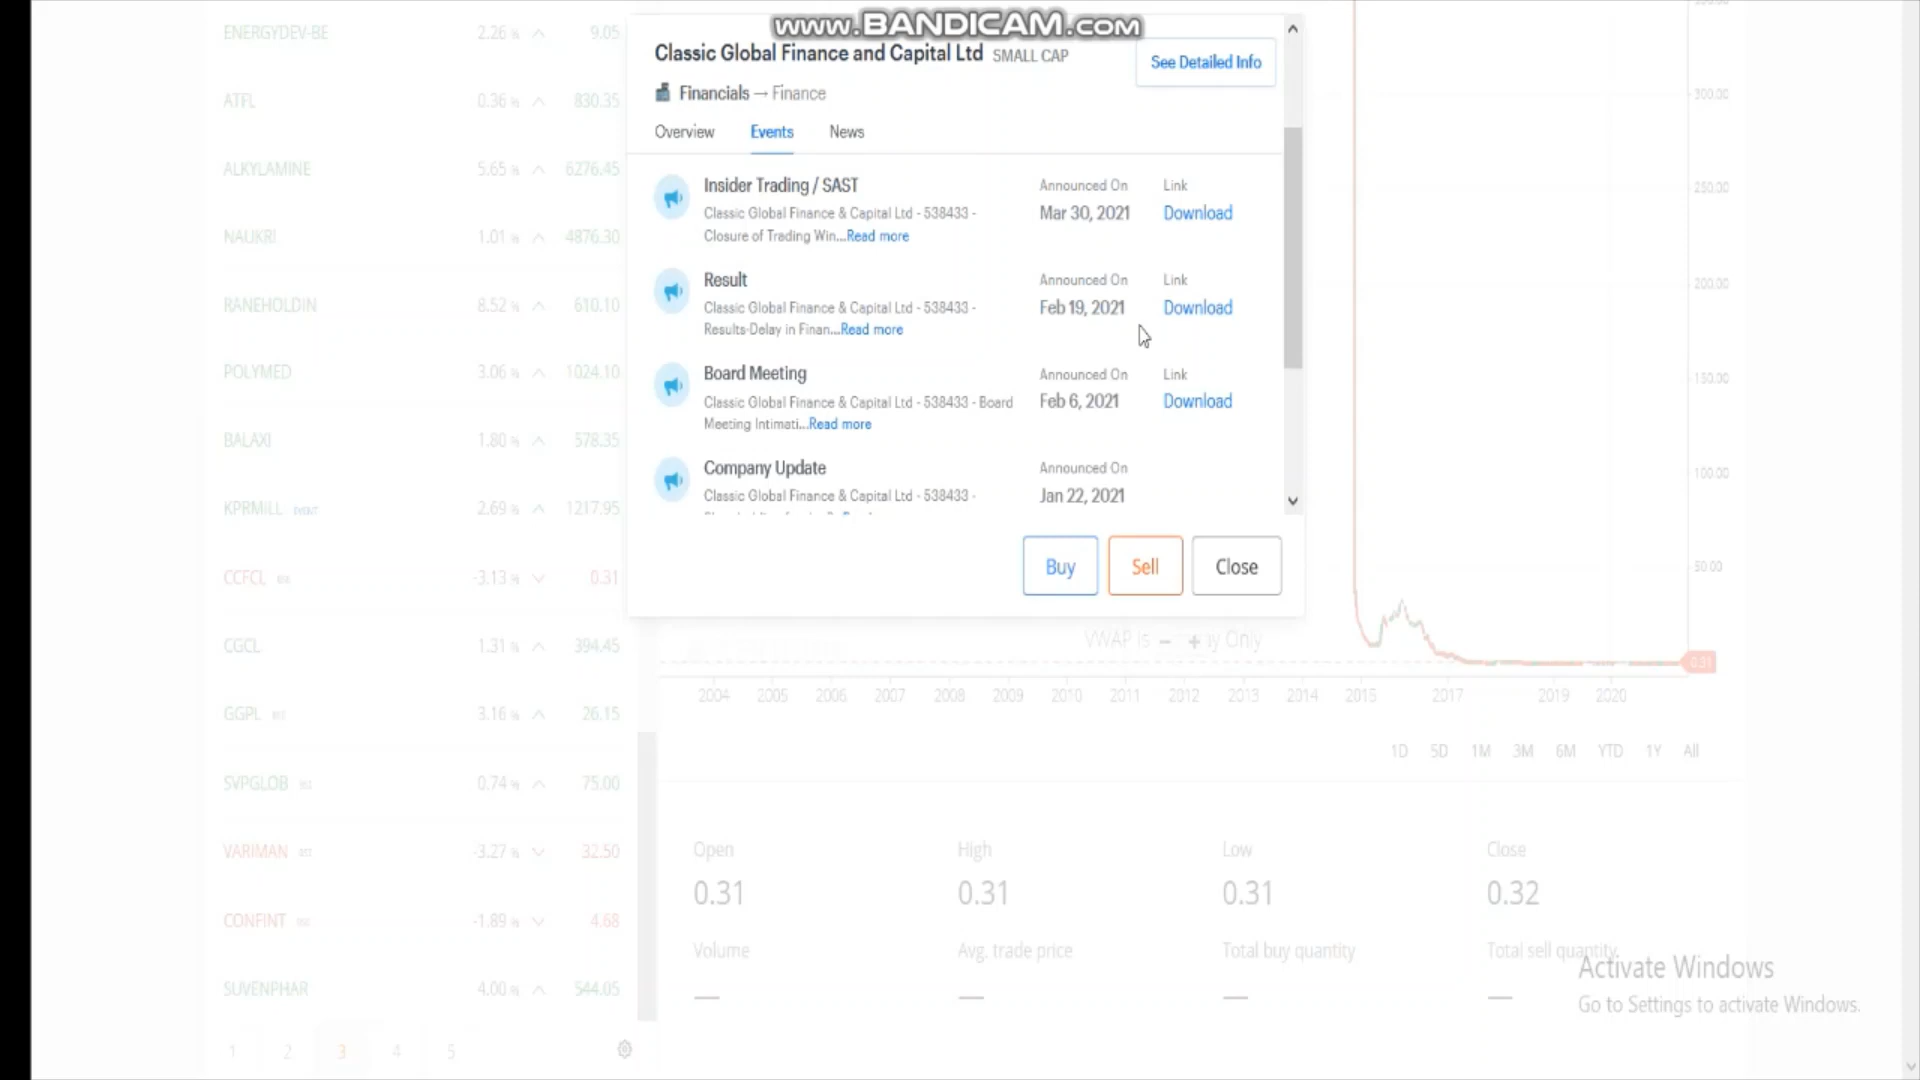 www.BANDICAM.com
Classic Global Finance and Capital Ltd SMALL CAP
See Detailed Info
Financials → Finance
Overview Events News
Insider Trading / SAST
Classic Global Finance & Capital Ltd - 538433 -
Closure of Trading Win...Read more
Announced On
Mar 30, 2021
Link
Download
Result
Classic Global Finance & Capital Ltd - 538433 -
Results-Delay in Finan...Read more
Announced On
Feb 19, 2021
Link
Download
Board Meeting
Classic Global Finance & Capital Ltd - 538433 - Board
Meeting Intimati...Read more
Announced On
Feb 6, 2021
Link
Download
Company Update
Classic Global Finance & Capital Ltd - 538433 -
Announced On
Jan 22, 2021
Buy Sell Close
ENERGYDEV-BE 2.26 % 9.05
ATFL 0.36 % 830.35
ALKYLAMINE 5.65 % 6276.45
NAUKRI 1.01 % 4876.30
RANEHOLDIN 8.52 % 610.10
POLYMED 3.06 % 1024.10
BALAXI 1.80 % 578.35
KPRMILL EVENT 2.69 % 1217.95
CCFCL BSE -3.13 % 0.31
CGCL 1.31 % 394.45
GGPL BSE 3.16 % 26.15
SVPGLOB BSE 0.74 % 75.00
VARIMAN BSE -3.27 % 32.50
CONFINT BSE -1.89 % 4.68
SUVENPHAR 4.00 % 544.05
1 2 3 4 5
300.00
250.00
200.00
150.00
100.00
50.00
0.31
VWAP is − + y Only
2004 2005 2006 2007 2008 2009 2010 2011 2012 2013 2014 2015 2017 2019 2020
1D 5D 1M 3M 6M YTD 1Y All
Open High Low Close
0.31 0.31 0.31 0.32
Volume Avg. trade price Total buy quantity Total sell quantity
— — — —
Activate Windows
Go to Settings to activate Windows.